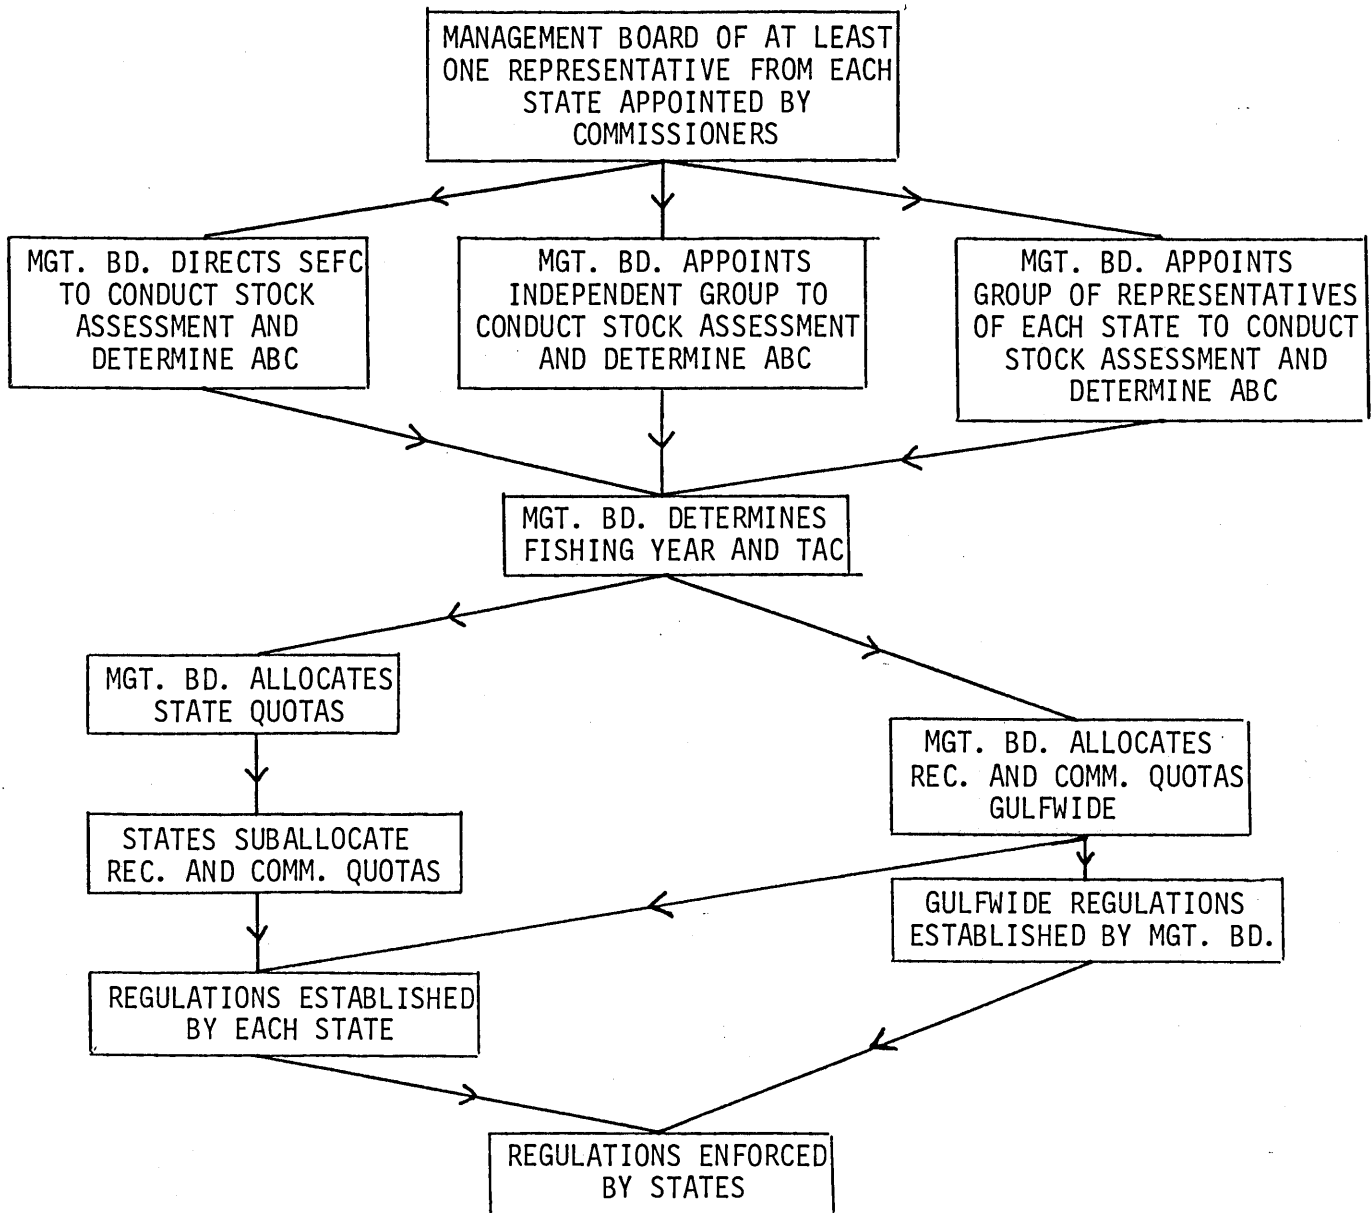 MANAGEMENT BOARD OF AT LEAST
ONE REPRESENTATIVE FROM EACH
STATE APPOINTED BY
COMMISSIONERS
MGT. BD. DIRECTS SEFC
TO CONDUCT STOCK
ASSESSMENT AND
DETERMINE ABC
MGT. BD. APPOINTS
INDEPENDENT GROUP TO
CONDUCT STOCK ASSESSMENT
AND DETERMINE ABC
MGT. BD. APPOINTS
GROUP OF REPRESENTATIVES
OF EACH STATE TO CONDUCT
STOCK ASSESSMENT AND
DETERMINE ABC
MGT. BD. DETERMINES
FISHING YEAR AND TAC
MGT. BD. ALLOCATES
STATE QUOTAS
MGT. BD. ALLOCATES
REC. AND COMM. QUOTAS
GULFWIDE
STATES SUBALLOCATE
REC. AND COMM. QUOTAS
GULFWIDE REGULATIONS
ESTABLISHED BY MGT. BD.
REGULATIONS ESTABLISHED
BY EACH STATE
REGULATIONS ENFORCED
BY STATES